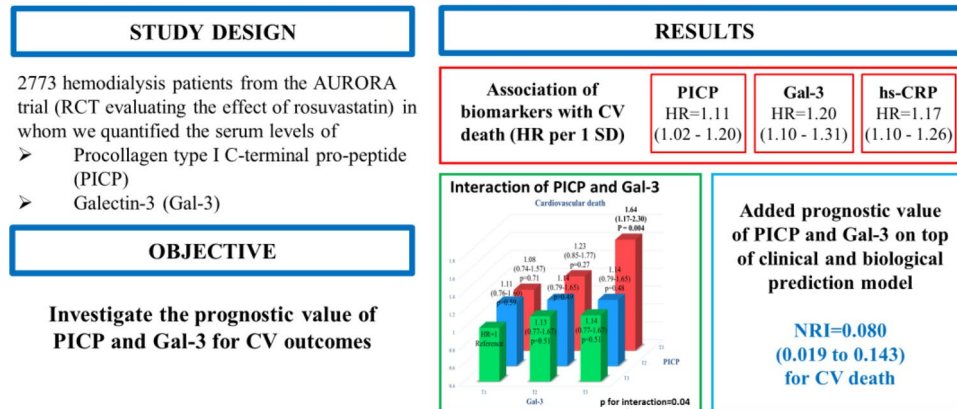 STUDY DESIGN
2773 hemodialysis patients from the AURORA
trial (RCT evaluating the effect of rosuvastatin) in
whom we quantified the serum levels of
➤ Procollagen type I C-terminal pro-peptide
(PICP)
➤ Galectin-3 (Gal-3)
OBJECTIVE
Investigate the prognostic value of
PICP and Gal-3 for CV outcomes
RESULTS
Association of
biomarkers with CV
death (HR per 1 SD)
PICP
HR=1.11
(1.02 - 1.20)
Gal-3
HR=1.20
(1.10 - 1.31)
hs-CRP
HR=1.17
(1.10 - 1.26)
Interaction of PICP and Gal-3
Cardiovascular death
1.64
(1.17-2.30)
P = 0.004
1.23
(0.85-1.77)
p=0.27
1.08
(0.74-1.57)
p=0.71
1.11
1.14
(0.79-1.65)
1.14
(0.79-1.65)
p=0.48
HR=1
Reference
1.13
(0.77-1.67)
p=0.51
1.14
(0.77-1.67)
p=0.51
T1
T2
PICP
Gal-3
p for interaction=0.04
Added prognostic value
of PICP and Gal-3 on top
of clinical and biological
prediction model
NRI=0.080
(0.019 to 0.143)
for CV death